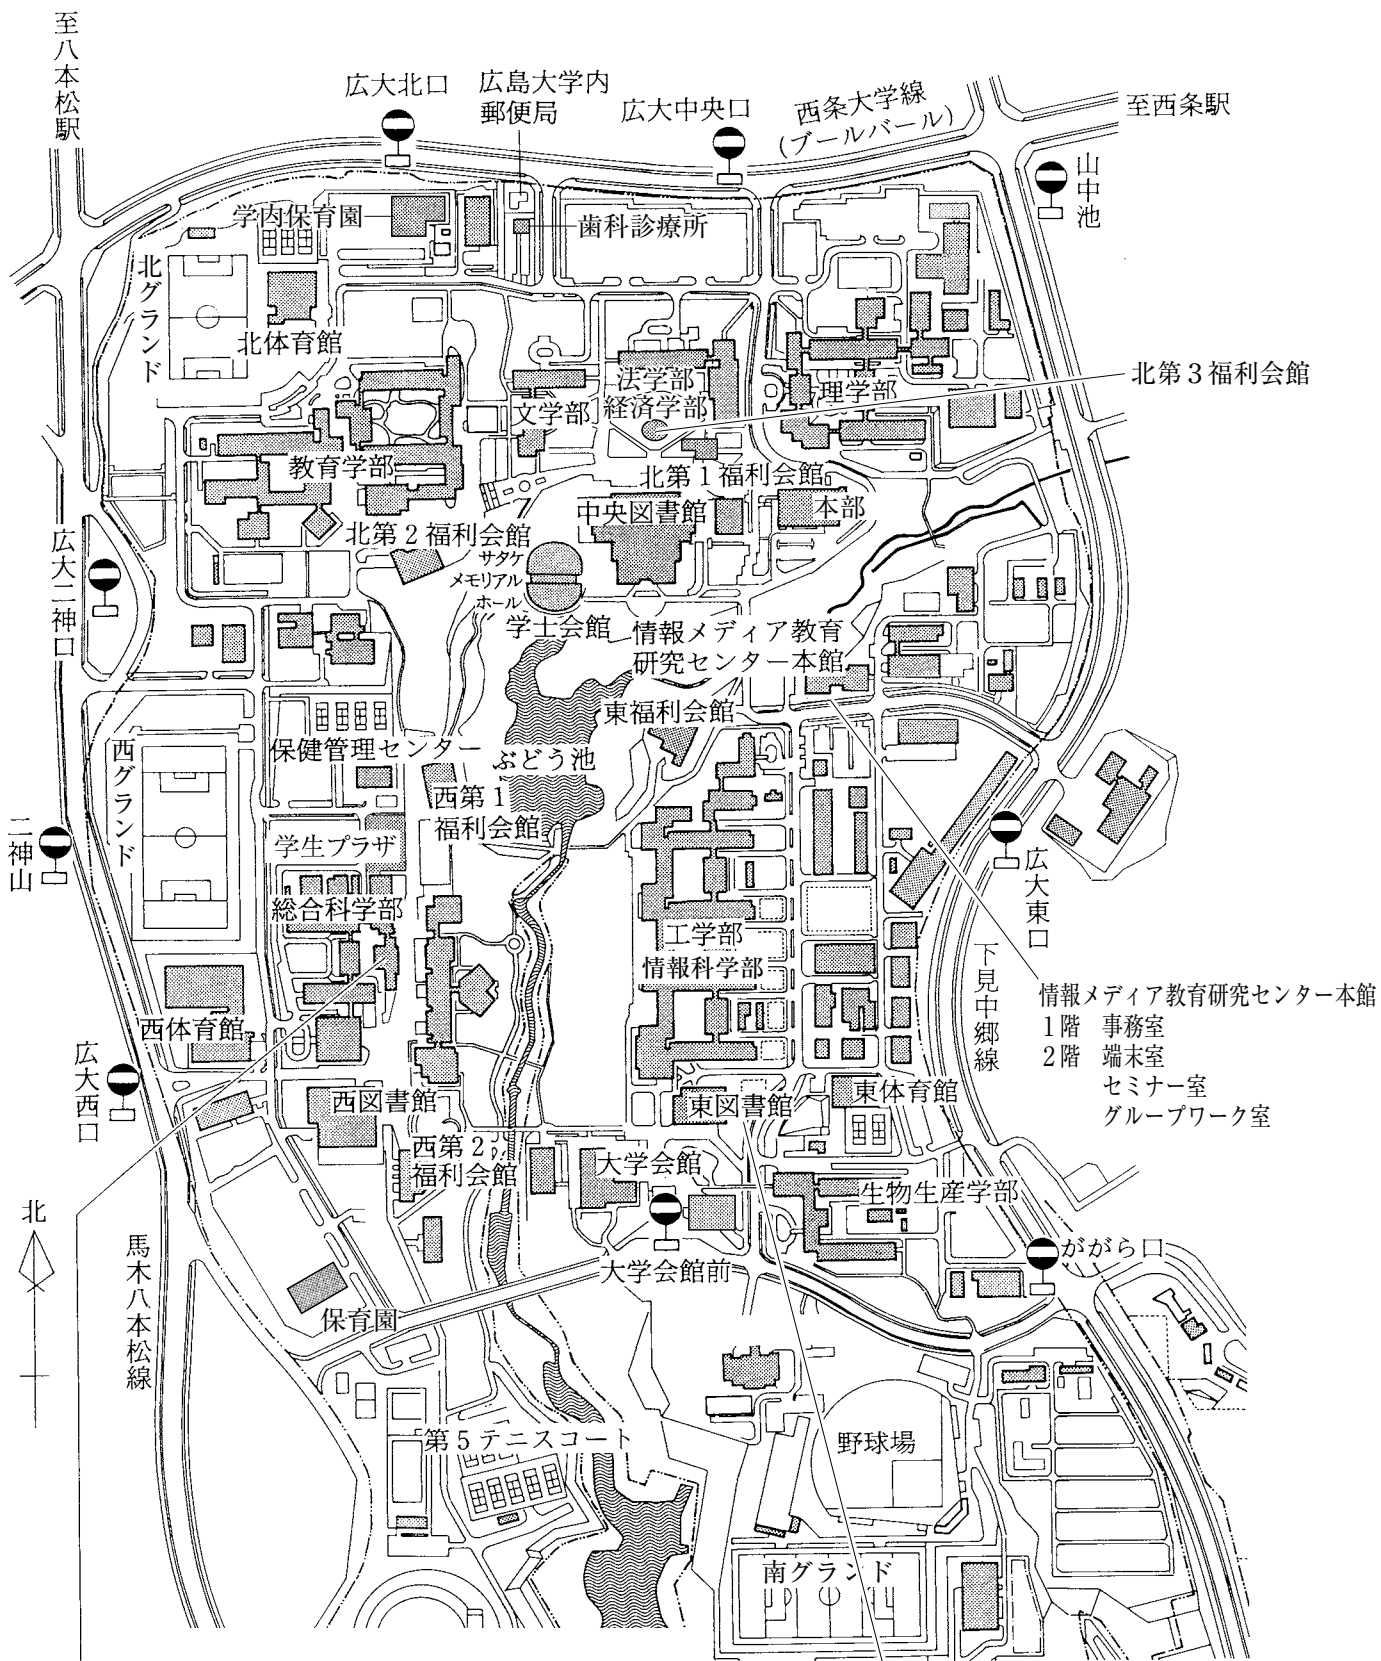 至八本松駅
広大北口
広島大学内
郵便局
広大中央口
西条大学線
(ブールバール)
至西条駅
山中池
学内保育園
歯科診療所
北グランド
北体育館
法学部
経済学部
文学部
理学部
北第3福利会館
教育学部
北第1福利会館
中央図書館
本部
北第2福利会館
サタケ
メモリアル
ホール
学士会館
広大二神口
情報メディア教育
研究センター本館
東福利会館
保健管理センター
ぶどう池
西グランド
西第1
福利会館
二神山
学生プラザ
総合科学部
広大東口
工学部
情報科学部
下見中郷線
情報メディア教育研究センター本館
1階 事務室
2階 端末室
セミナー室
グループワーク室
西体育館
広大西口
西図書館
東図書館
東体育館
西第2
福利会館
大学会館
生物生産学部
北
馬木八本松線
大学会館前
ががら口
保育園
第5テニスコート
野球場
南グランド